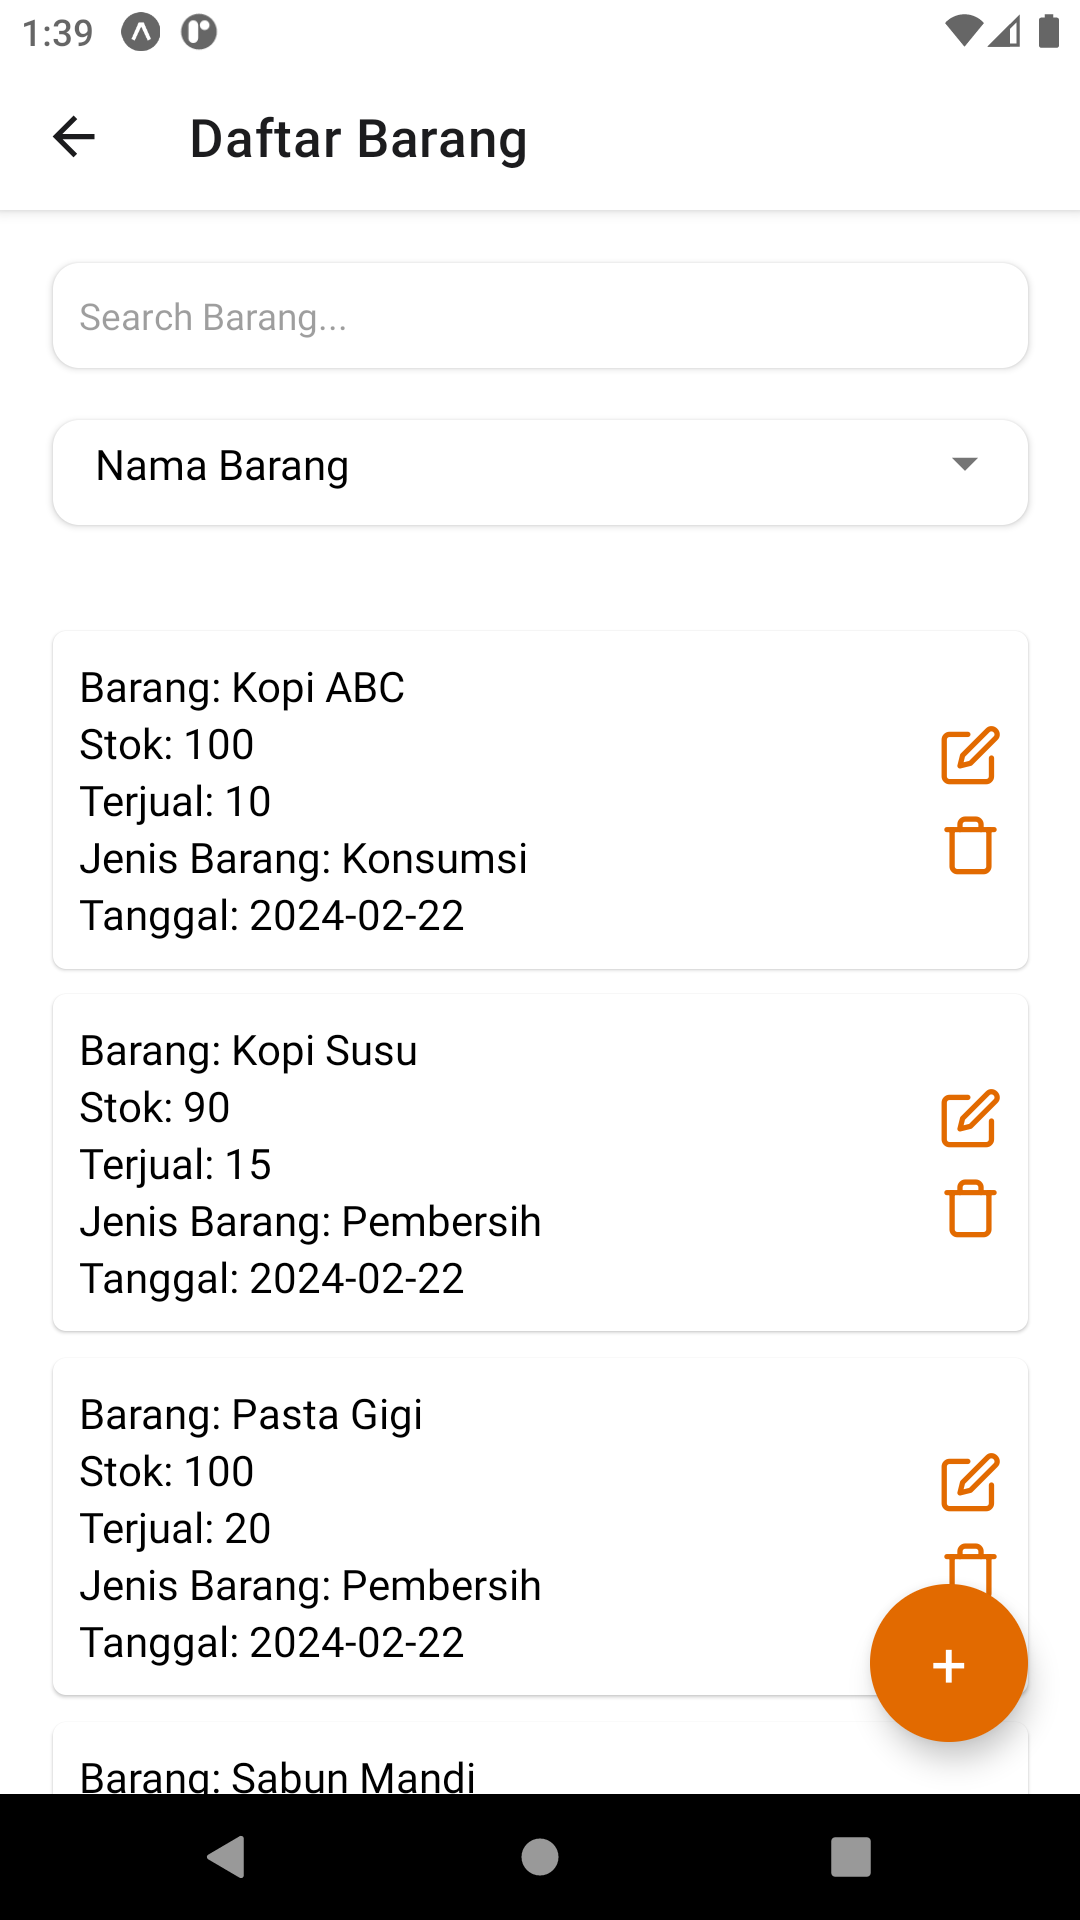 1:39
Daftar Barang
Search Barang...
Nama Barang
Barang: Kopi ABC
Stok: 100
Terjual: 10
Jenis Barang: Konsumsi
Tanggal: 2024-02-22
Barang: Kopi Susu
Stok: 90
Terjual: 15
Jenis Barang: Pembersih
Tanggal: 2024-02-22
Barang: Pasta Gigi
Stok: 100
Terjual: 20
Jenis Barang: Pembersih
Tanggal: 2024-02-22
+
Barang: Sabun Mandi